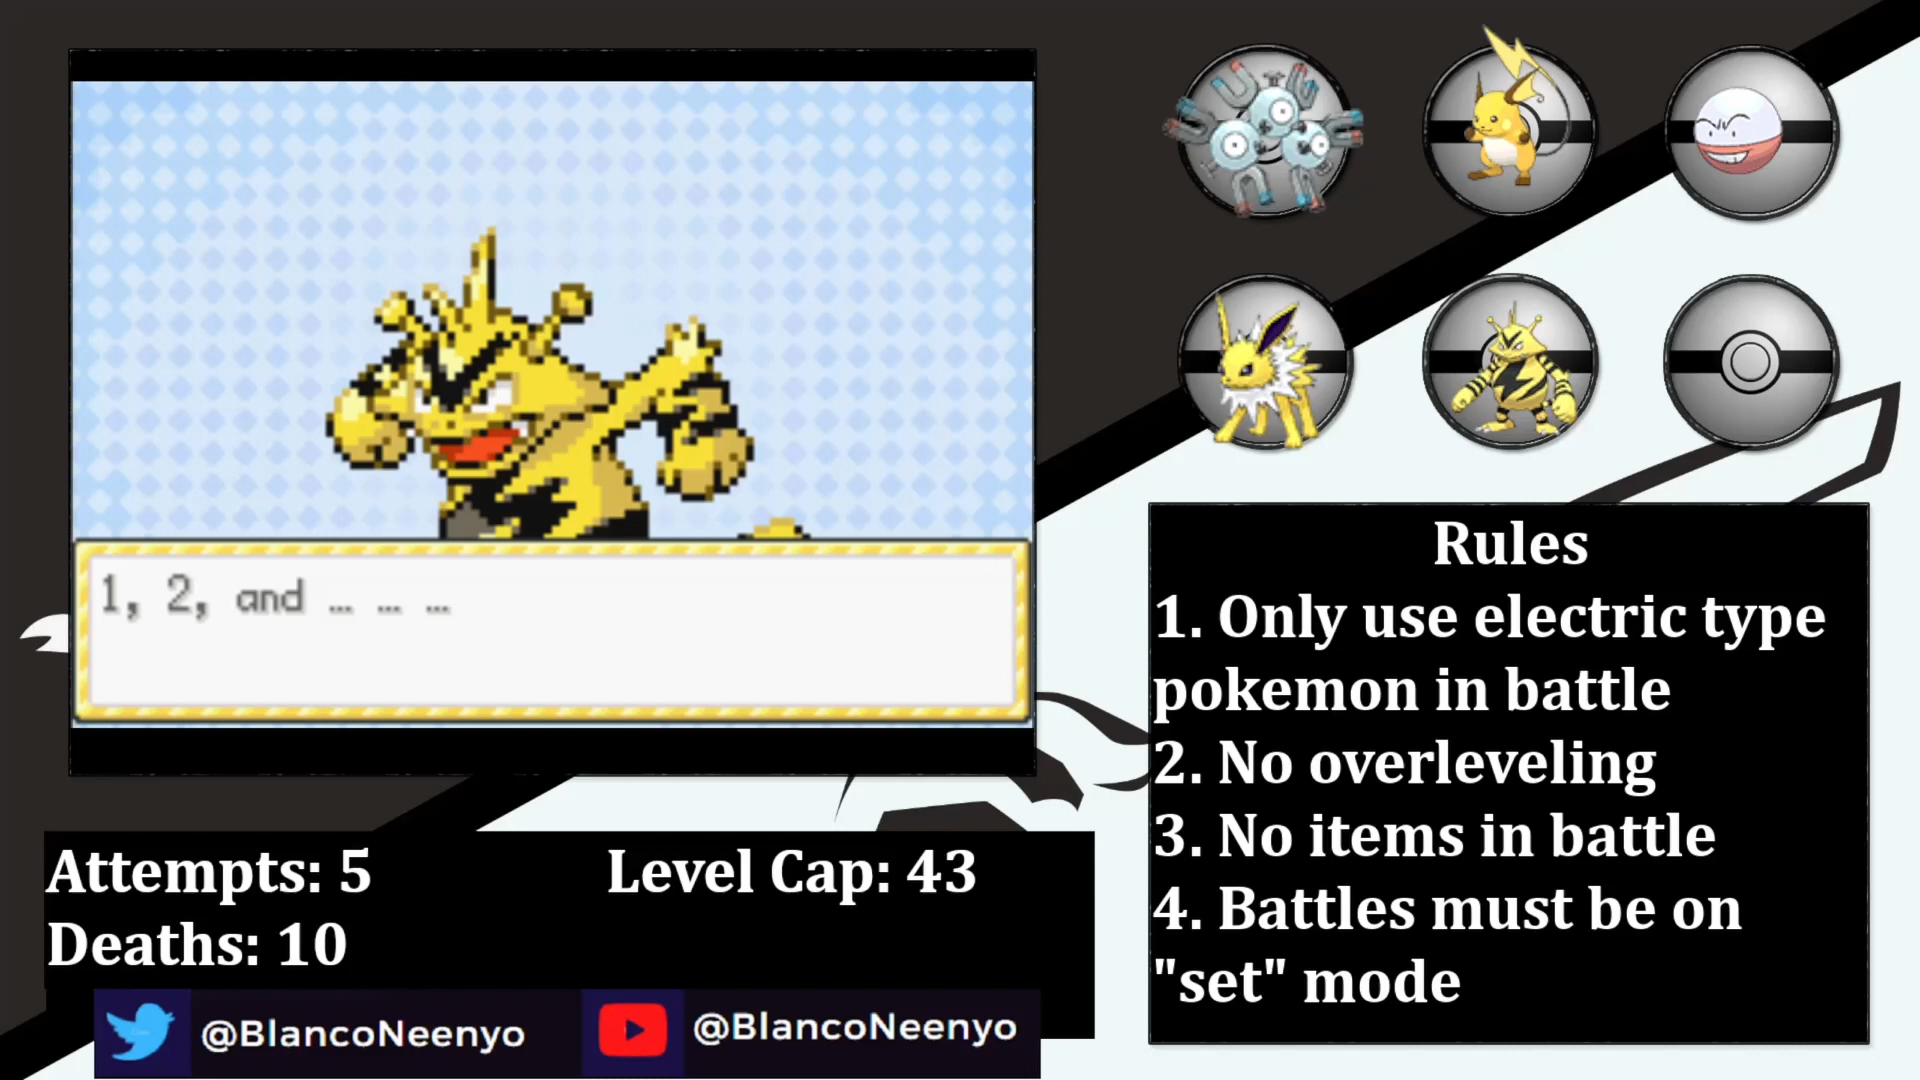 1, 2, and ... ... ...
Rules
1. Only use electric type
pokemon in battle
2. No overleveling
3. No items in battle
4. Battles must be on
"set" mode
Attempts: 5
Level Cap: 43
Deaths: 10
@BlancoNeenyo
@BlancoNeenyo